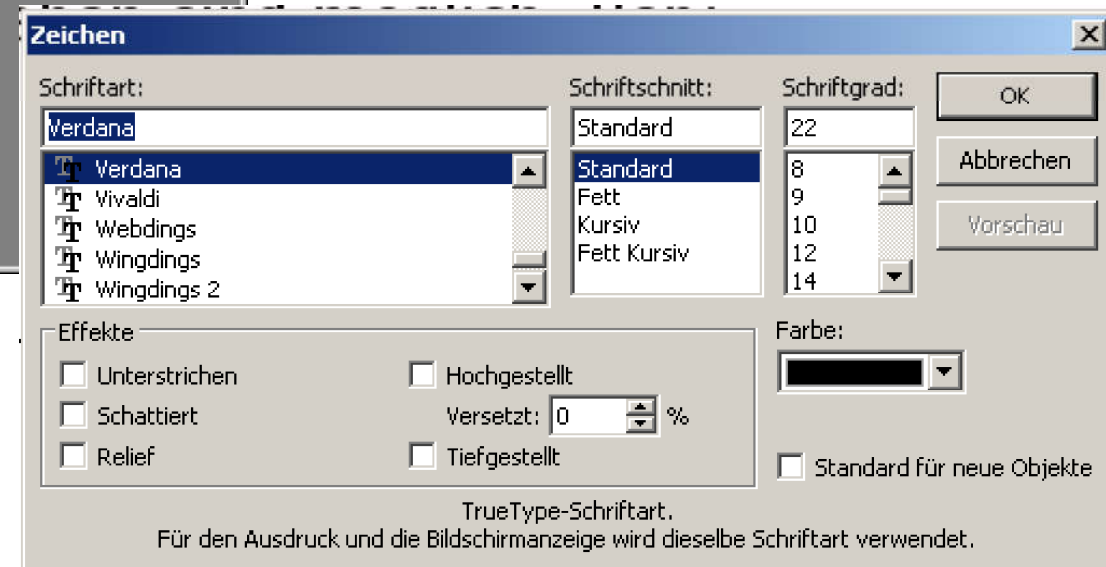 Zeichen
Schriftart:
Verdana
Verdana
Vivaldi
Webdings
Wingdings
Wingdings 2
Schriftschnitt:
Standard
Standard
Fett
Kursiv
Fett Kursiv
Schriftgrad:
22
8
9
10
12
14
OK
Abbrechen
Vorschau
Effekte
Unterstrichen
Schattiert
Relief
Hochgestellt
Versetzt: 0 %
Tiefgestellt
Farbe:
Standard für neue Objekte
TrueType-Schriftart.
Für den Ausdruck und die Bildschirmanzeige wird dieselbe Schriftart verwendet.